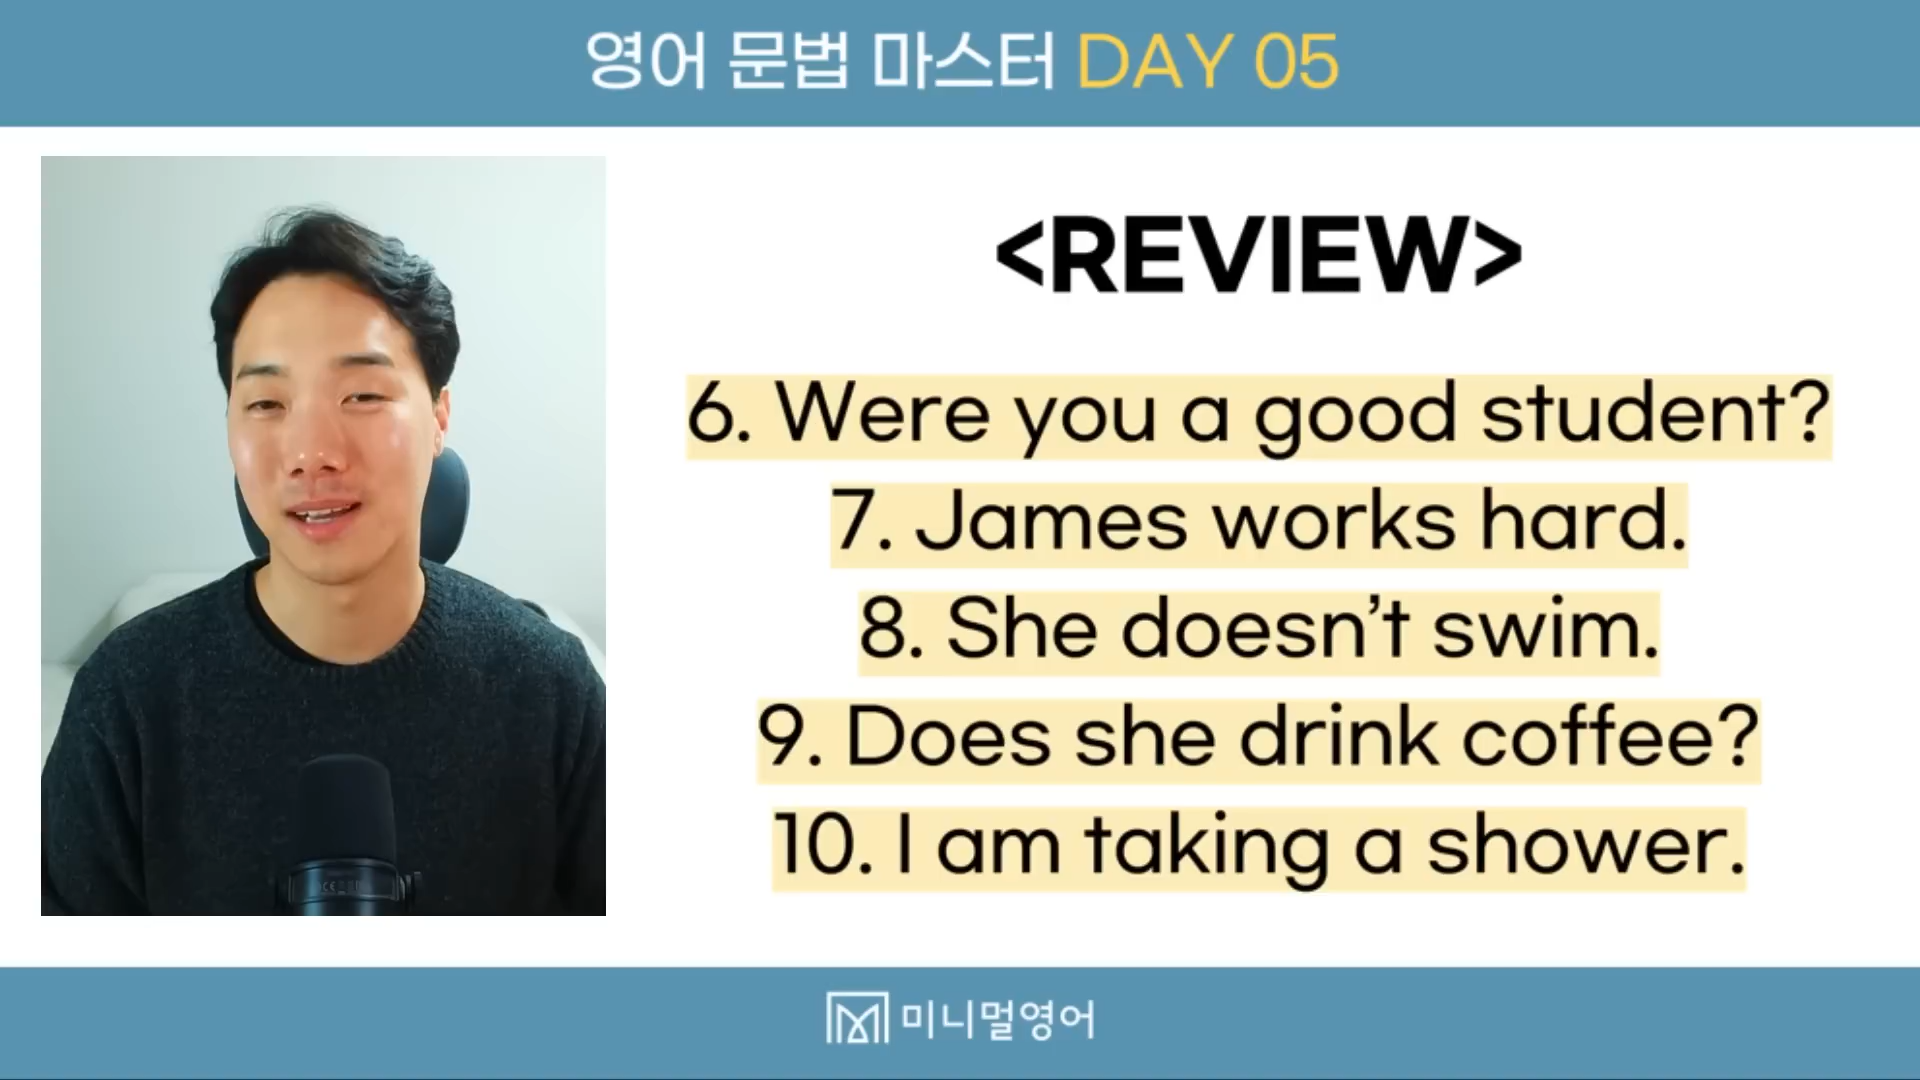 영어 문법 마스터 DAY 05
<REVIEW>
6. Were you a good student?
7. James works hard.
8. She doesn’t swim.
9. Does she drink coffee?
10. I am taking a shower.
미니멀영어